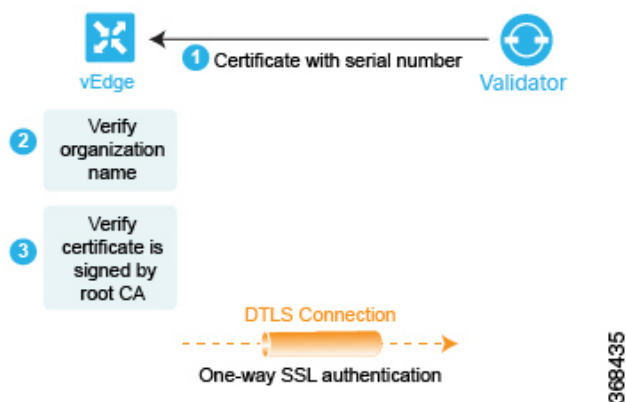 vEdge
1 Certificate with serial number
Validator
2 Verify
organization
name
3 Verify
certificate is
signed by
root CA
DTLS Connection
One-way SSL authentication
368435